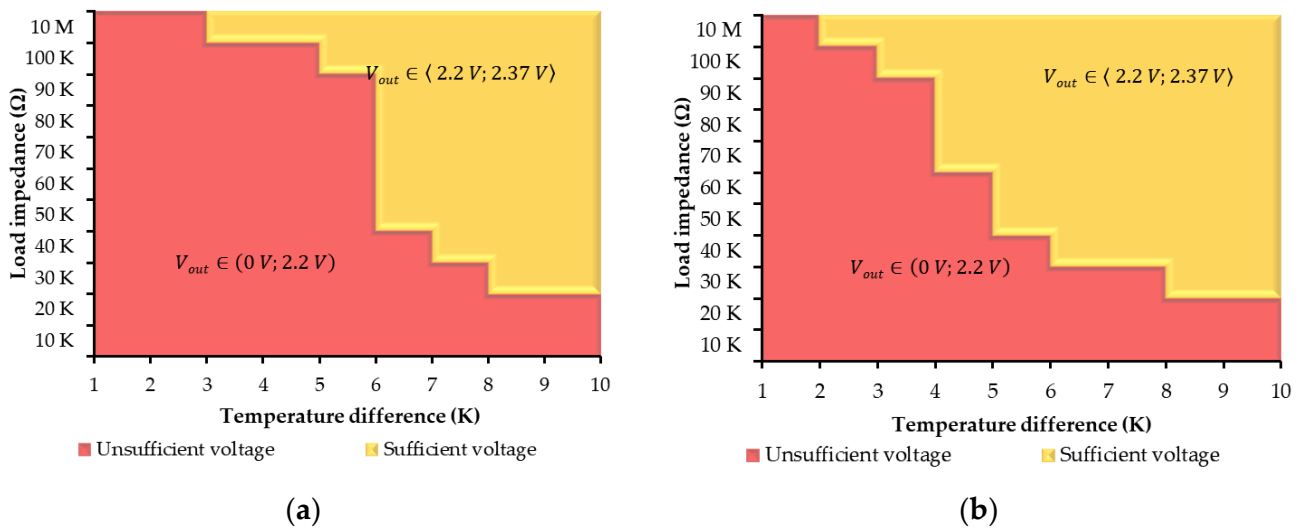 10 M
100 K
90 K
80 K
70 K
60 K
50 K
40 K
30 K
20 K
10 K
Load impedance (Ω)
V_out ∈ ⟨ 2.2 V; 2.37 V⟩
V_out ∈ (0 V; 2.2 V)
1 2 3 4 5 6 7 8 9 10
Temperature difference (K)
Unsufficient voltage Sufficient voltage
(a)
10 M
100 K
90 K
80 K
70 K
60 K
50 K
40 K
30 K
20 K
10 K
Load impedance (Ω)
V_out ∈ ⟨ 2.2 V; 2.37 V⟩
V_out ∈ (0 V; 2.2 V)
1 2 3 4 5 6 7 8 9 10
Temperature difference (K)
Unsufficient voltage Sufficient voltage
(b)